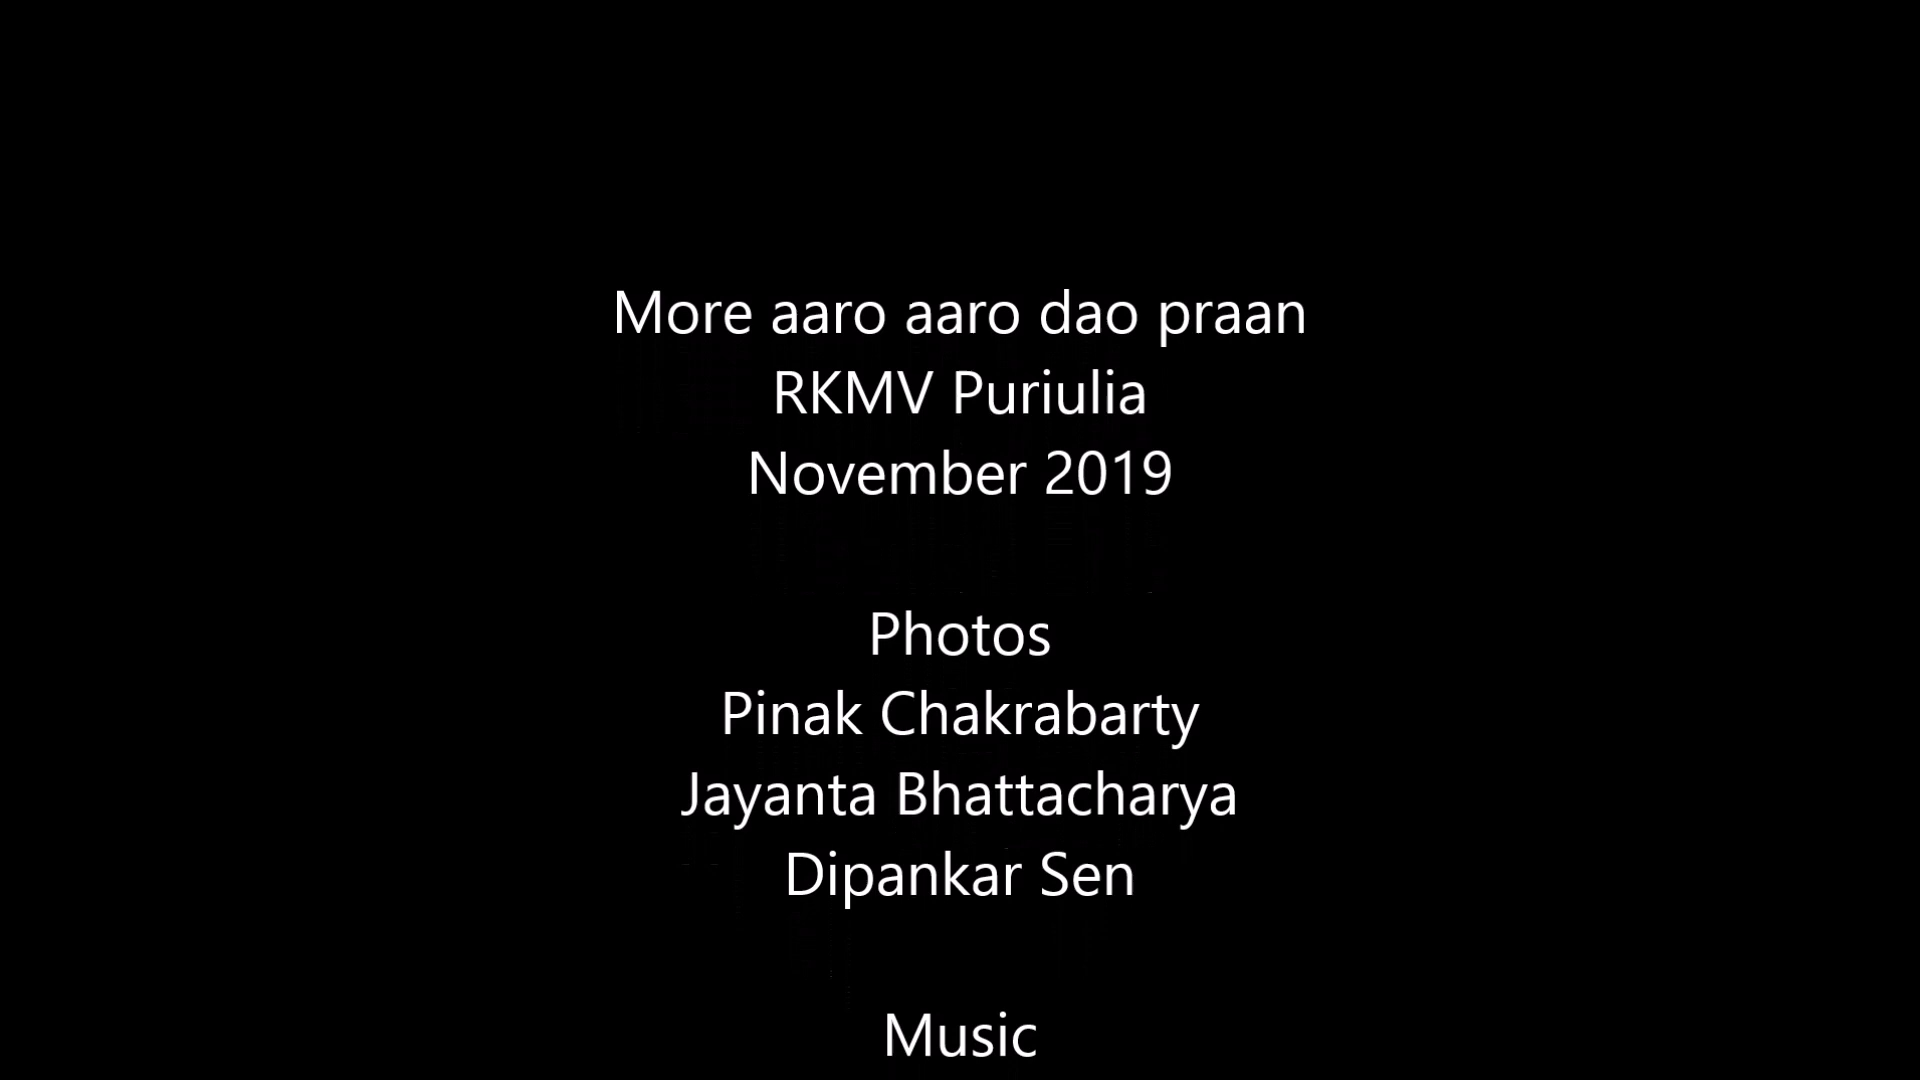 More aaro aaro dao praan
RKMV Puriulia
November 2019
Photos
Pinak Chakrabarty
Jayanta Bhattacharya
Dipankar Sen
Music